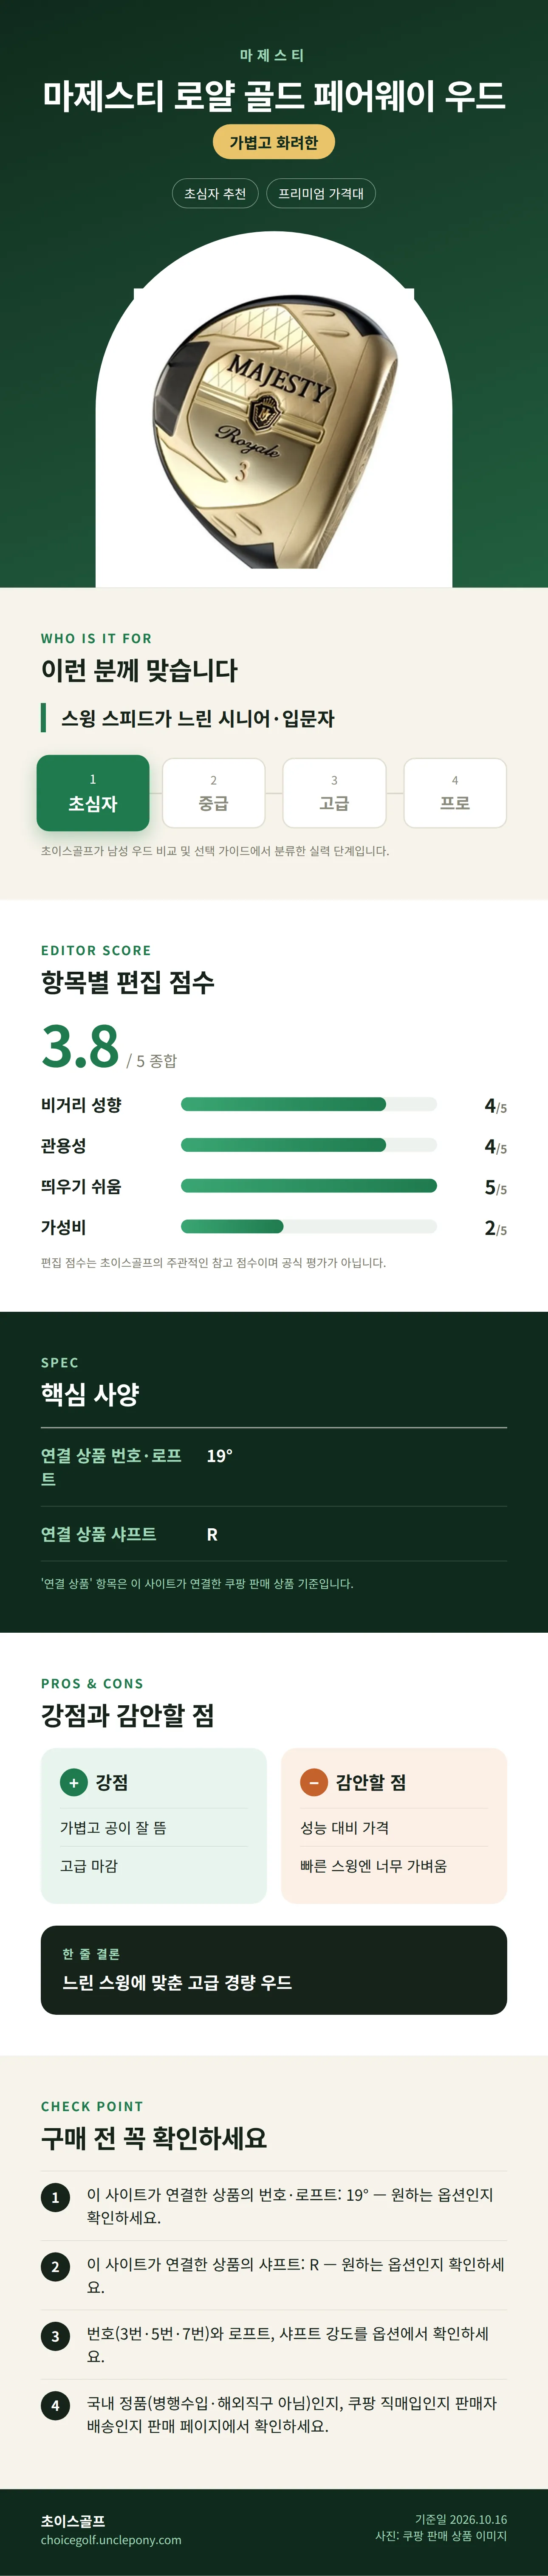 마제스티
마제스티 로얄 골드 페어웨이 우드
가볍고 화려한
초심자 추천
프리미엄 가격대
MAJESTY
Royale
3
WHO IS IT FOR
이런 분께 맞습니다
스윙 스피드가 느린 시니어·입문자
1
초심자
2
중급
3
고급
4
프로
초이스골프가 남성 우드 비교 및 선택 가이드에서 분류한 실력 단계입니다.
EDITOR SCORE
항목별 편집 점수
3.8 / 5 종합
비거리 성향 4/5
관용성 4/5
띄우기 쉬움 5/5
가성비 2/5
편집 점수는 초이스골프의 주관적인 참고 점수이며 공식 평가가 아닙니다.
SPEC
핵심 사양
연결 상품 번호·로프 19°
트
연결 상품 샤프트 R
'연결 상품' 항목은 이 사이트가 연결한 쿠팡 판매 상품 기준입니다.
PROS & CONS
강점과 감안할 점
+ 강점
가볍고 공이 잘 뜸
고급 마감
− 감안할 점
성능 대비 가격
빠른 스윙엔 너무 가벼움
한 줄 결론
느린 스윙에 맞춘 고급 경량 우드
CHECK POINT
구매 전 꼭 확인하세요
1 이 사이트가 연결한 상품의 번호·로프트: 19° — 원하는 옵션인지
확인하세요.
2 이 사이트가 연결한 상품의 샤프트: R — 원하는 옵션인지 확인하세
요.
3 번호(3번·5번·7번)와 로프트, 샤프트 강도를 옵션에서 확인하세
요.
4 국내 정품(병행수입·해외직구 아님)인지, 쿠팡 직매입인지 판매자
배송인지 판매 페이지에서 확인하세요.
초이스골프
choicegolf.unclepony.com
기준일 2026.10.16
사진: 쿠팡 판매 상품 이미지